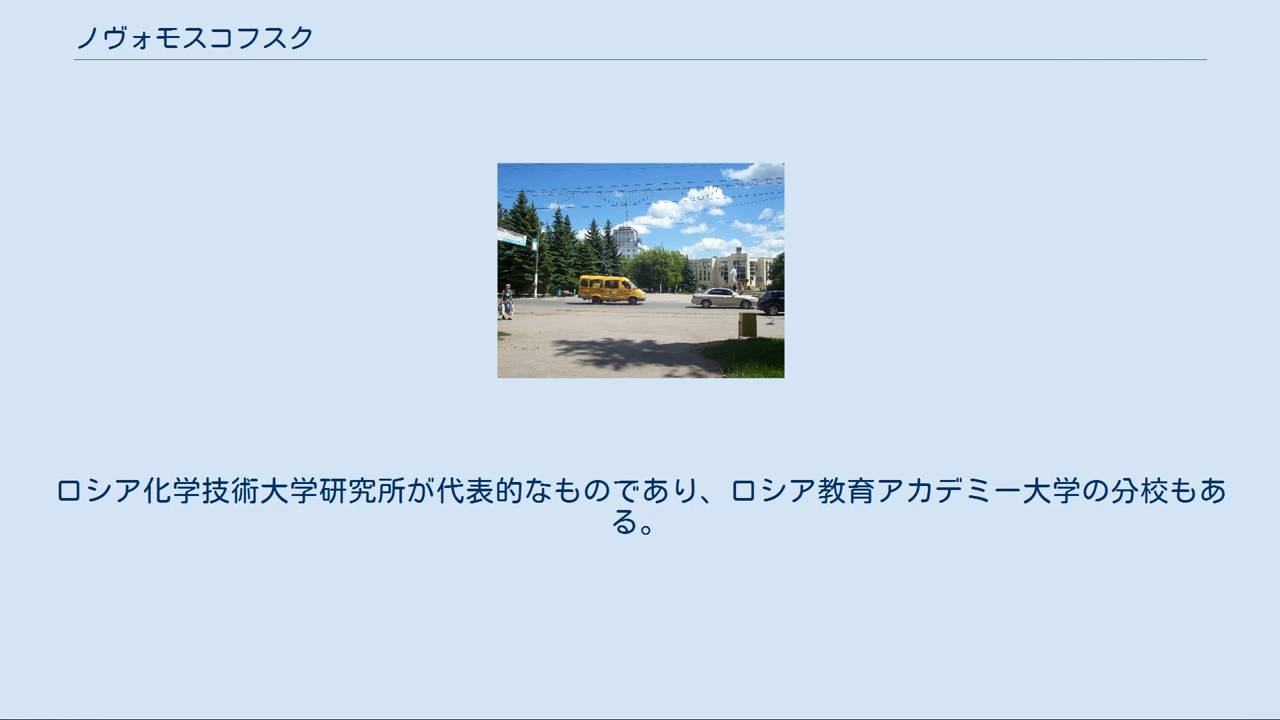 ノヴォモスコフスク
ロシア化学技術大学研究所が代表的なものであり、ロシア教育アカデミー大学の分校もあ
る。